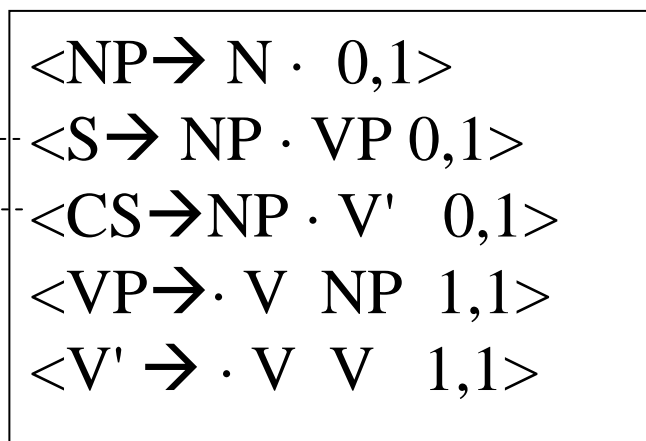 <NP→ N · 0,1>
<S→ NP · VP 0,1>
<CS→NP · V' 0,1>
<VP→· V NP 1,1>
<V' → · V V 1,1>